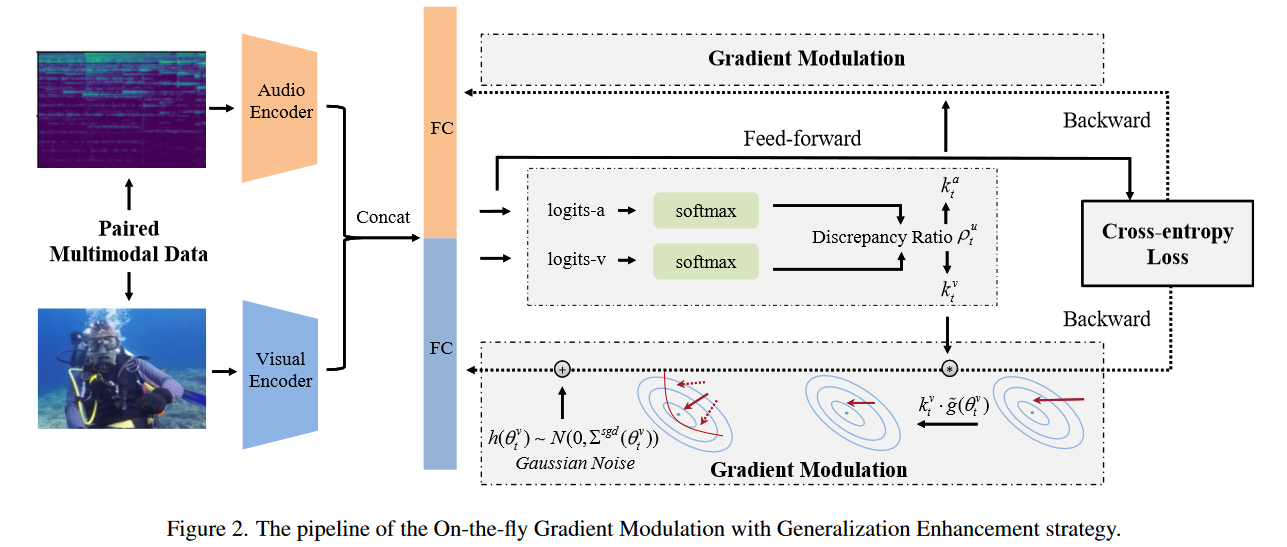 Gradient Modulation
Audio
Encoder
FC
Backward
Feed-forward
Paired
Multimodal Data
Concat
logits-a
softmax
k_t^a
Discrepancy Ratio ρ_t^u
logits-v
softmax
k_t^v
Cross-entropy
Loss
Visual
Encoder
FC
Backward
+
*
k_t^v · g̃(θ_t^v)
h(θ_t^v) ~ N(0, Σ^{sgd}(θ_t^v))
Gaussian Noise
Gradient Modulation
Figure 2. The pipeline of the On-the-fly Gradient Modulation with Generalization Enhancement strategy.